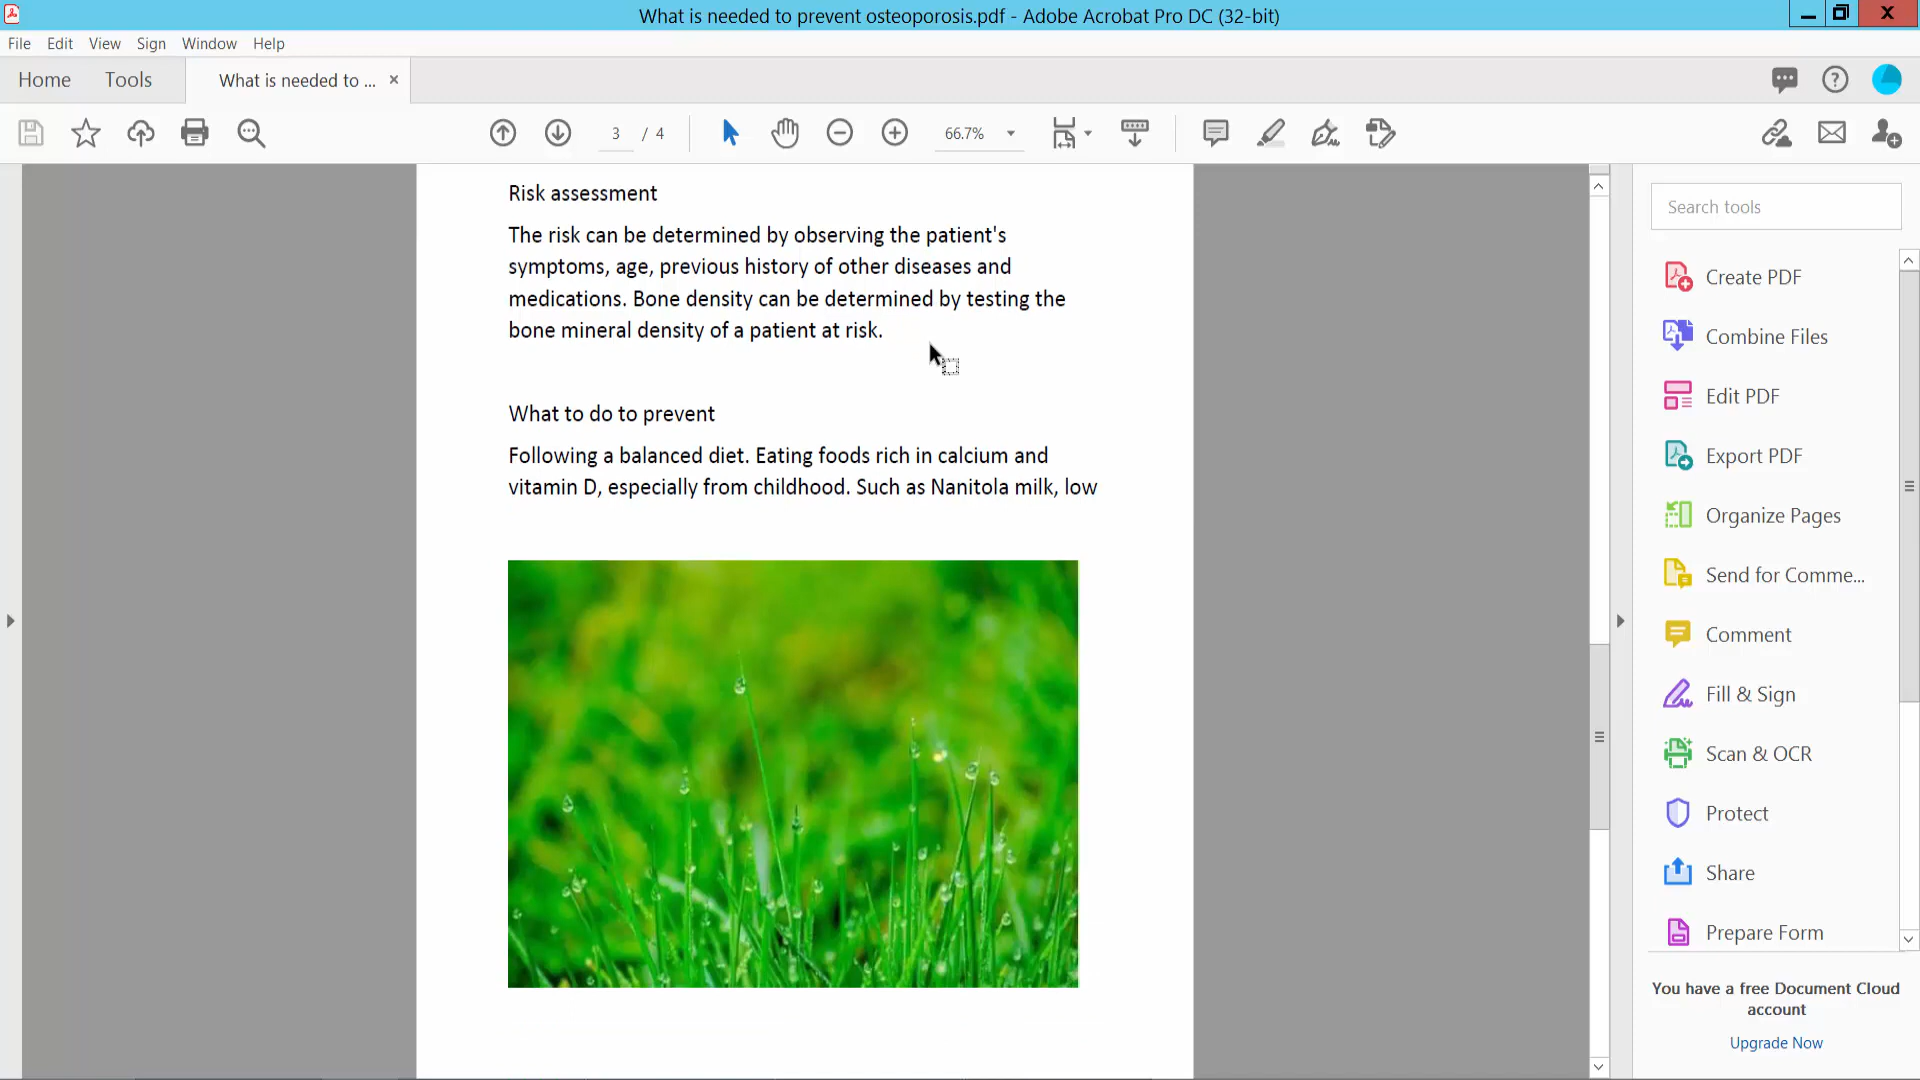 What is needed to prevent osteoporosis.pdf - Adobe Acrobat Pro DC (32-bit)
File Edit View Sign Window Help
Home Tools What is needed to ... ×
3 / 4 66.7%
Risk assessment
The risk can be determined by observing the patient's
symptoms, age, previous history of other diseases and
medications. Bone density can be determined by testing the
bone mineral density of a patient at risk.
What to do to prevent
Following a balanced diet. Eating foods rich in calcium and
vitamin D, especially from childhood. Such as Nanitola milk, low
Search tools
Create PDF
Combine Files
Edit PDF
Export PDF
Organize Pages
Send for Comme...
Comment
Fill & Sign
Scan & OCR
Protect
Share
Prepare Form
You have a free Document Cloud
account
Upgrade Now